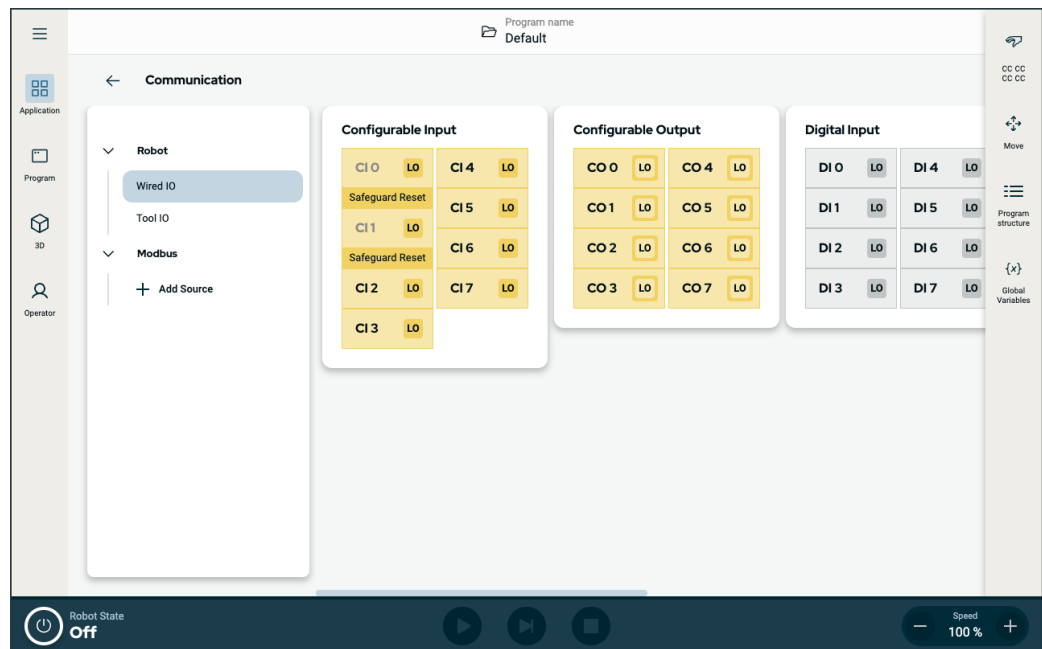 Program name
Default
Application
Program
3D
Operator
Communication
Robot
Wired IO
Tool IO
Modbus
Add Source
Configurable Input
CI 0 LO CI 4 LO
Safeguard Reset
CI 5 LO
CI 1 LO
Safeguard Reset
CI 6 LO
CI 2 LO CI 7 LO
CI 3 LO
Configurable Output
CO 0 LO CO 4 LO
CO 1 LO CO 5 LO
CO 2 LO CO 6 LO
CO 3 LO CO 7 LO
Digital Input
DI 0 LO DI 4 LO
DI 1 LO DI 5 LO
DI 2 LO DI 6 LO
DI 3 LO DI 7 LO
CC CC
CC CC
Move
Program
structure
{x}
Global
Variables
Robot State
Off
Speed
100 %